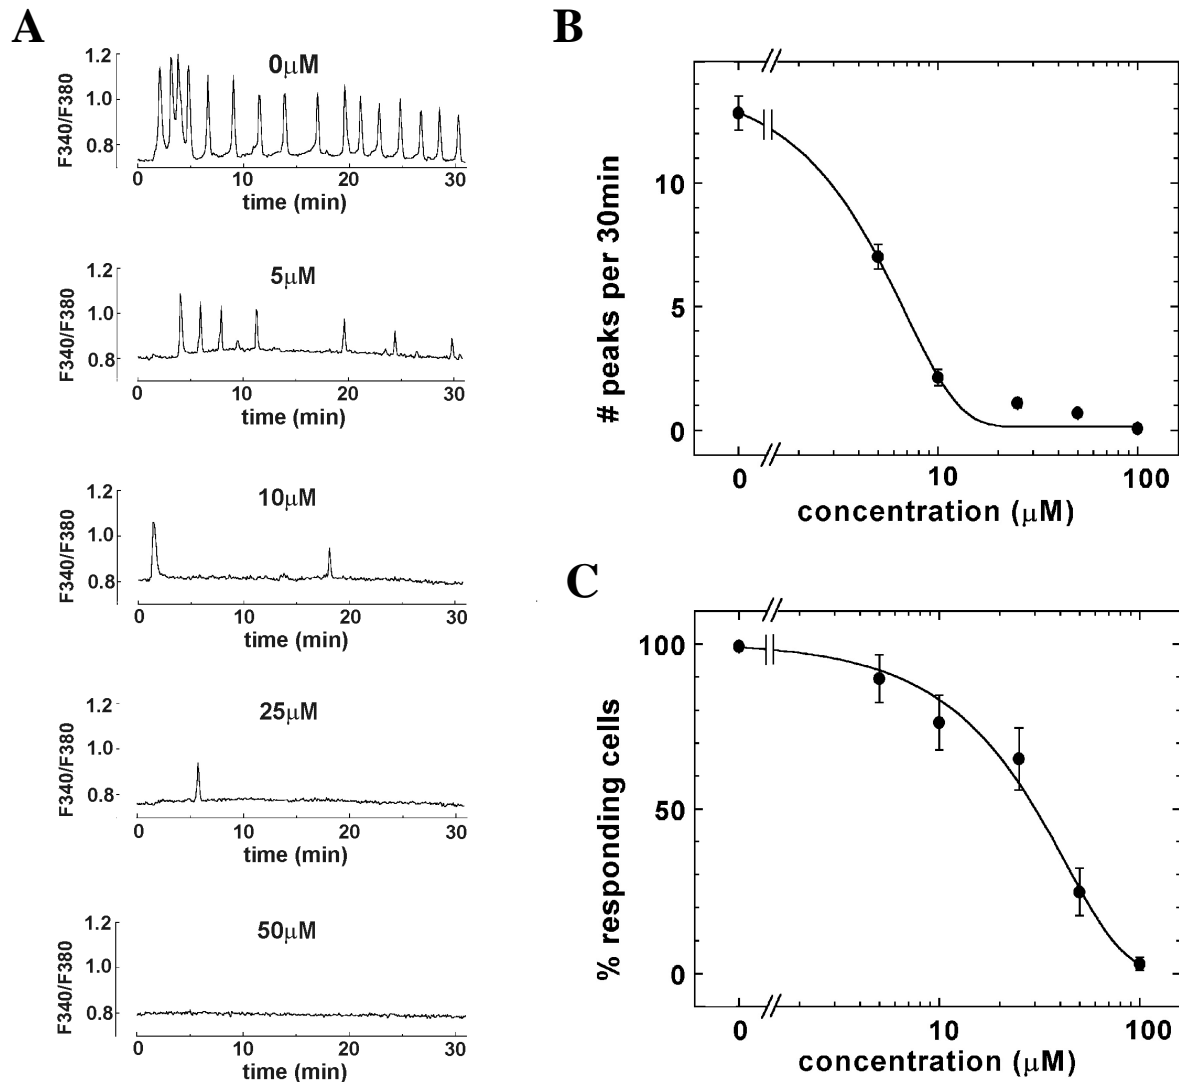 A
0μM
F340/F380
1.2
1.0
0.8
0 10 20 30
time (min)
5μM
F340/F380
1.2
1.0
0.8
0 10 20 30
time (min)
10μM
F340/F380
1.2
1.0
0.8
0 10 20 30
time (min)
25μM
F340/F380
1.2
1.0
0.8
0 10 20 30
time (min)
50μM
F340/F380
1.2
1.0
0.8
0 10 20 30
time (min)
B
# peaks per 30min
10
5
0
0 10 100
concentration (μM)
C
% responding cells
100
50
0
0 10 100
concentration (μM)